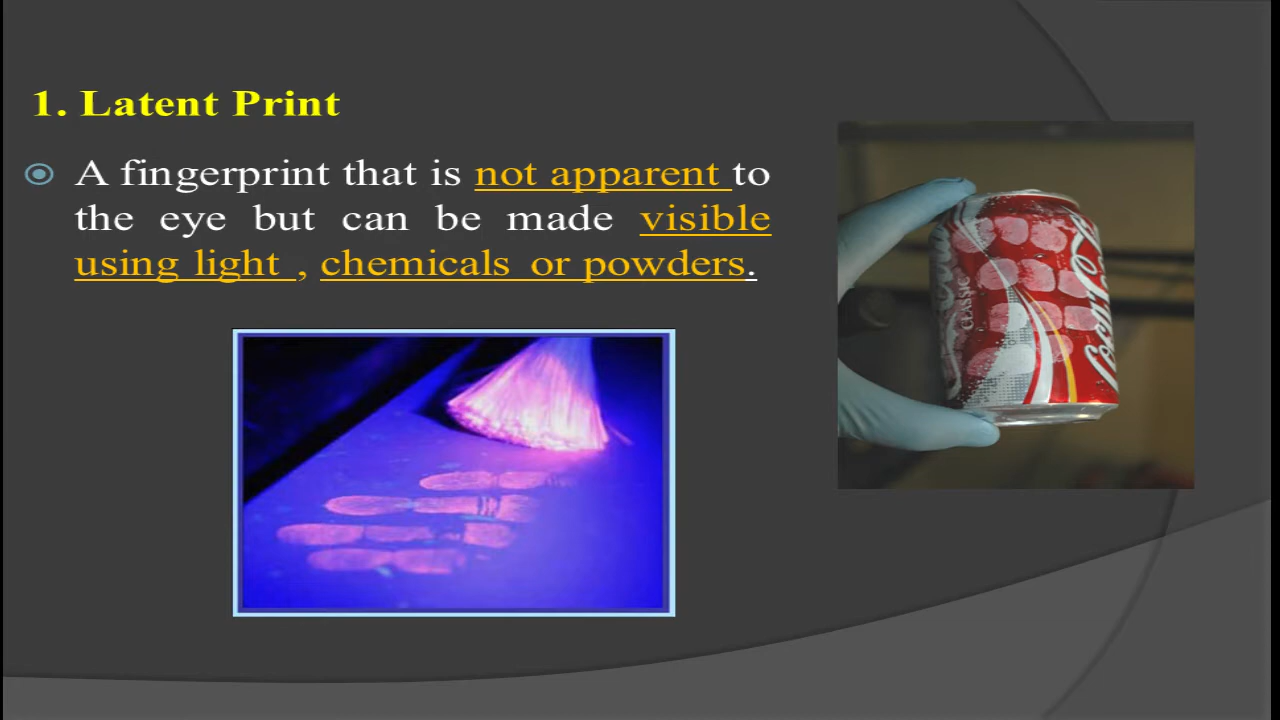 1. Latent Print
A fingerprint that is not apparent to
the eye but can be made visible
using light , chemicals or powders.
CLASSIC
Coca-Co